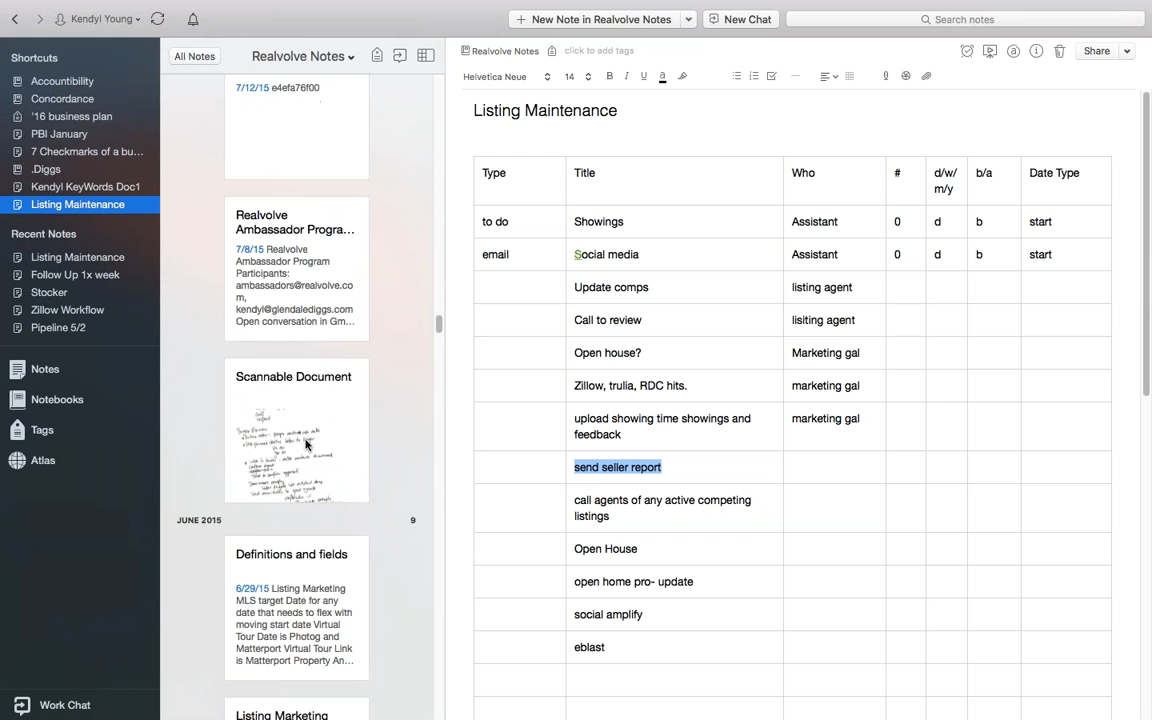 Kendyl Young
New Note in Realvolve Notes
New Chat
Search notes
Shortcuts
Accountibility
Concordance
'16 business plan
PBI January
7 Checkmarks of a bu...
.Diggs
Kendyl KeyWords Doc1
Listing Maintenance
Recent Notes
Listing Maintenance
Follow Up 1x week
Stocker
Zillow Workflow
Pipeline 5/2
Notes
Notebooks
Tags
Atlas
Work Chat
All Notes
Realvolve Notes
7/12/15 e4efa76f00
Realvolve
Ambassador Progra...
7/8/15 Realvolve
Ambassador Program
Participants:
ambassadors@realvolve.co
m,
kendyl@glendalediggs.com
Open conversation in Gm...
Scannable Document
JUNE 2015 9
Definitions and fields
6/29/15 Listing Marketing
MLS target Date for any
date that needs to flex with
moving start date Virtual
Tour Date is Photog and
Matterport Virtual Tour Link
is Matterport Property An...
Listing Marketing
Realvolve Notes
click to add tags
Share
Helvetica Neue 14 B I U a
Listing Maintenance
Type Title Who # d/w/ b/a Date Type
m/y
to do Showings Assistant 0 d b start
email Social media Assistant 0 d b start
Update comps listing agent
Call to review lisiting agent
Open house? Marketing gal
Zillow, trulia, RDC hits. marketing gal
upload showing time showings and marketing gal
feedback
send seller report
call agents of any active competing
listings
Open House
open home pro- update
social amplify
eblast